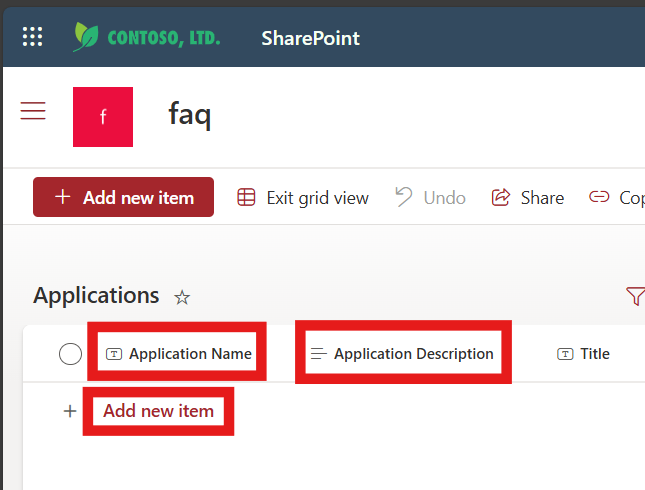 CONTOSO, LTD. SharePoint
f faq
Add new item Exit grid view Undo Share
Applications
Application Name Application Description Title
Add new item